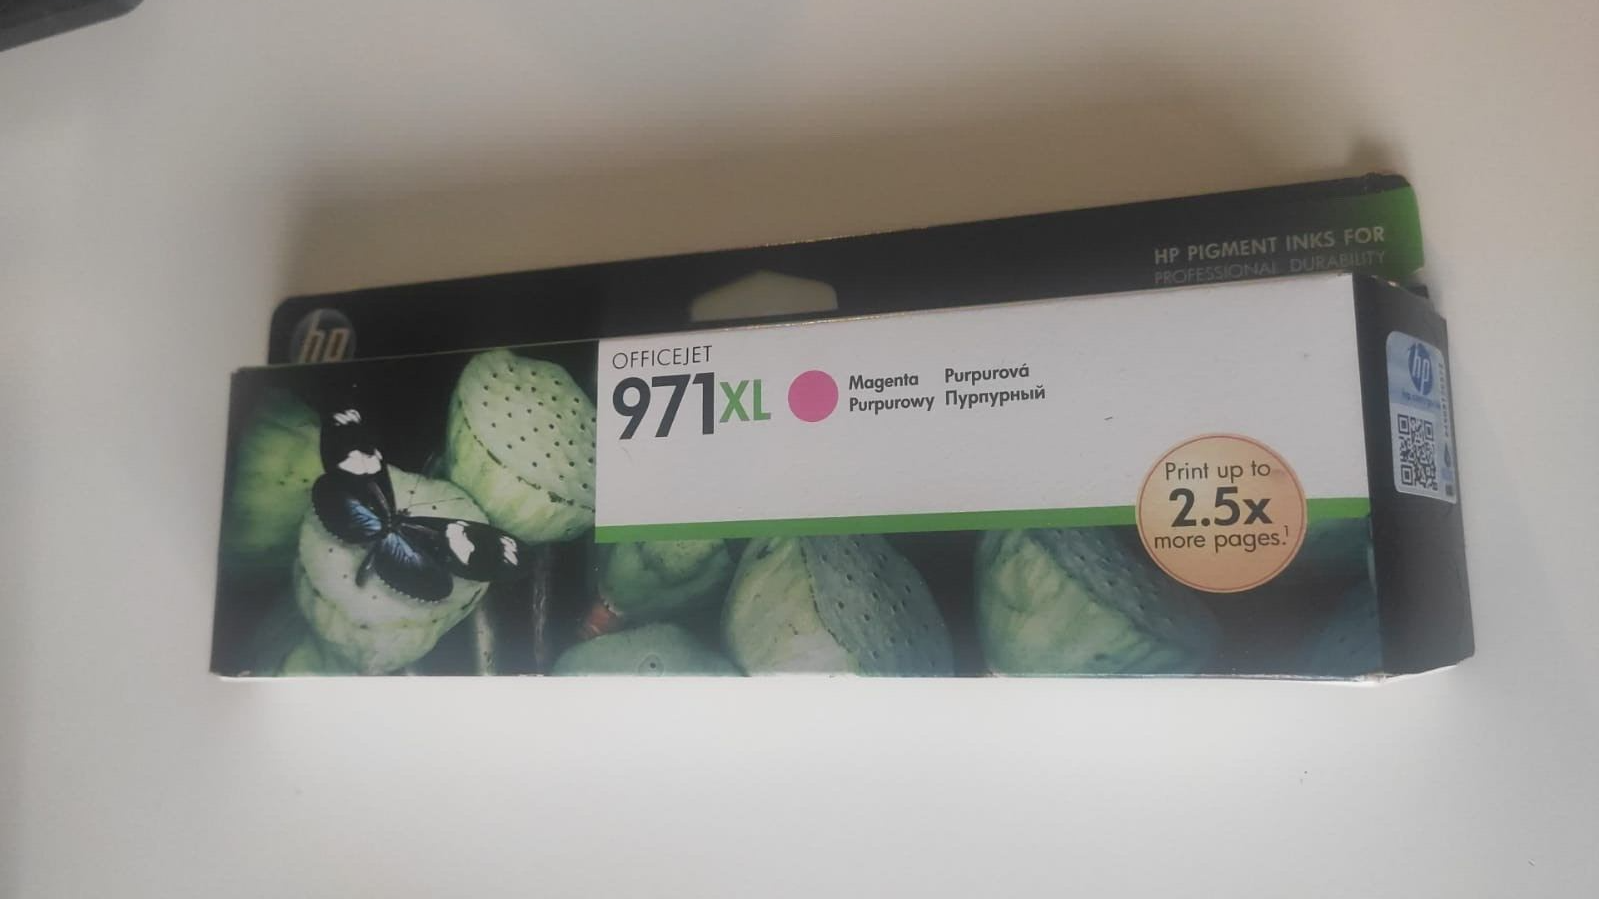 HP PIGMENT INKS FOR
PROFESSIONAL DURABILITY
hp
OFFICEJET
971XL
Magenta Purpurová
Purpurowy Пурпурный
Print up to
2.5x
more pages.¹
hp